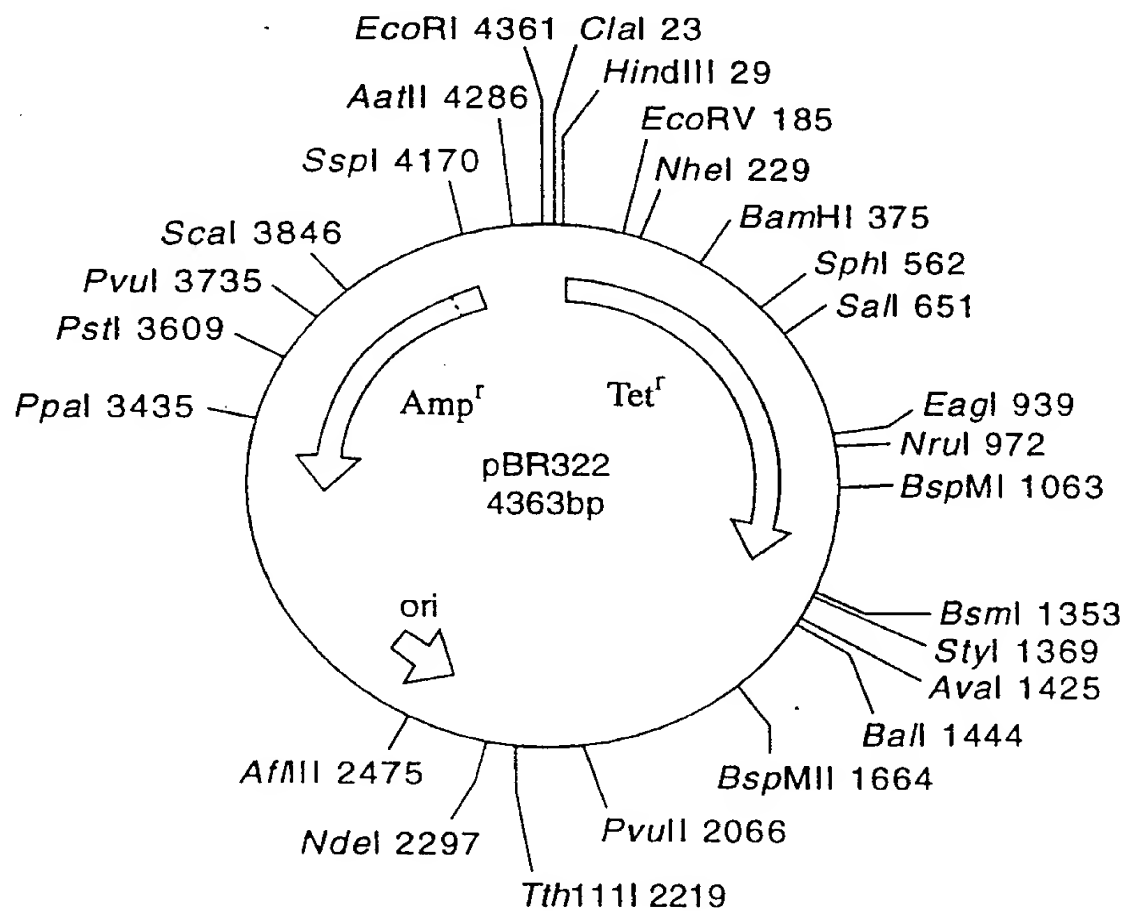 EcoRI 4361
ClaI 23
HindIII 29
AatII 4286
EcoRV 185
SspI 4170
NheI 229
BamHI 375
ScaI 3846
SphI 562
PvuI 3735
SalI 651
PstI 3609
PpaI 3435
Ampʳ
Tetʳ
EagI 939
NruI 972
pBR322
4363bp
BspMI 1063
ori
BsmI 1353
StyI 1369
AvaI 1425
BalI 1444
AflIII 2475
BspMII 1664
NdeI 2297
PvuII 2066
Tth111I 2219